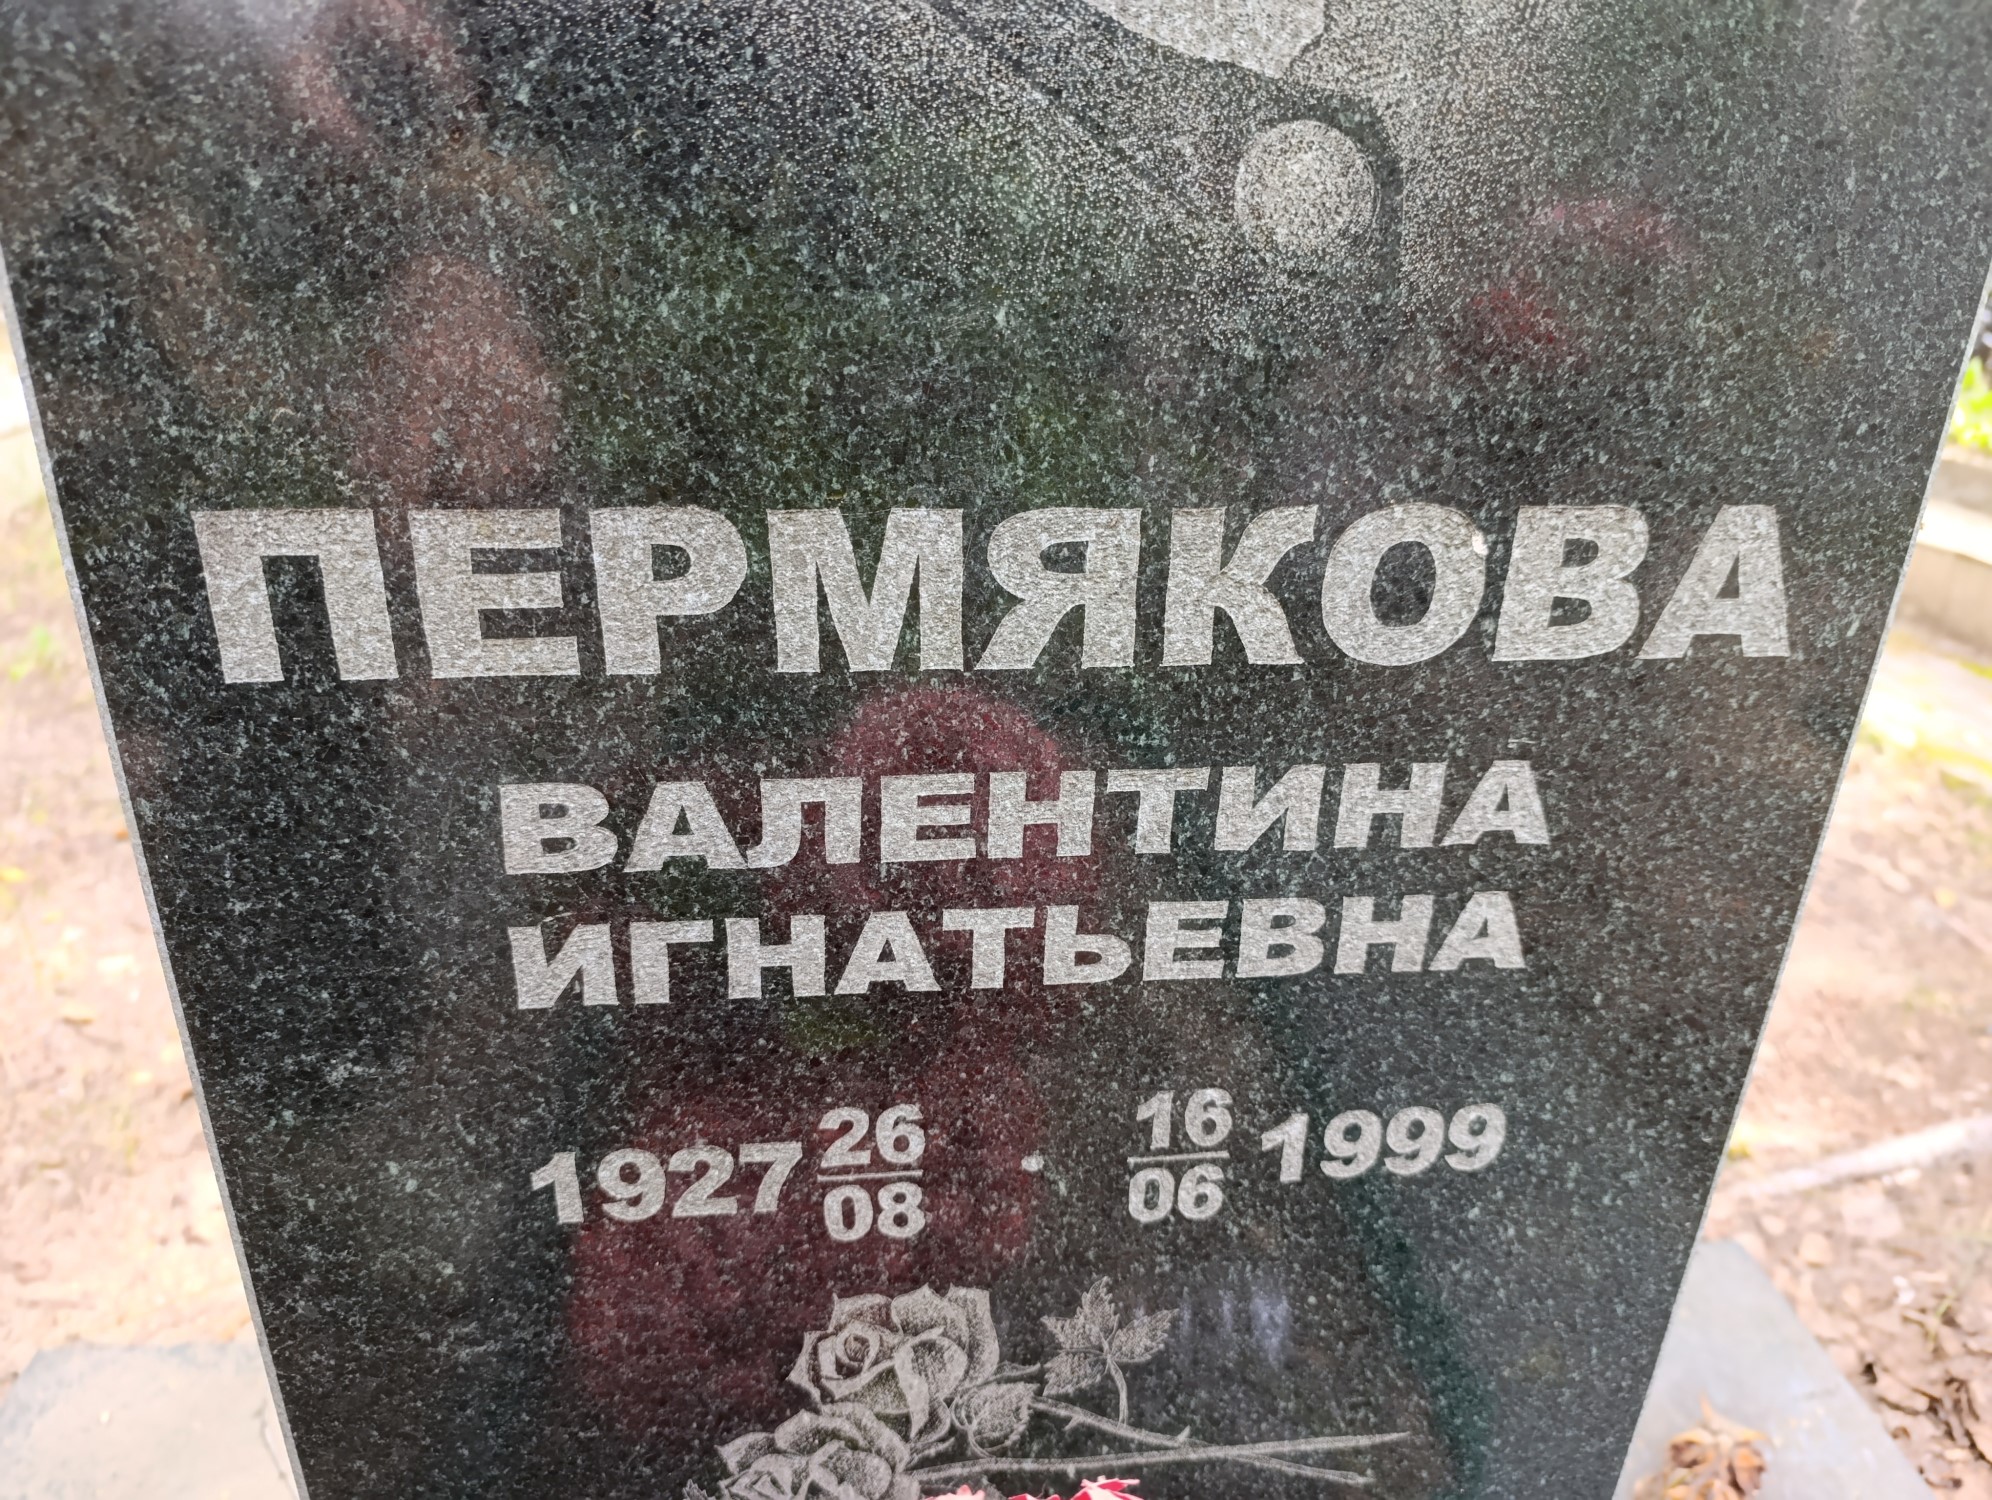 ПЕРМЯКОВА
ВАЛЕНТИНА
ИГНАТЬЕВНА
1927 26/08 - 16/06 1999